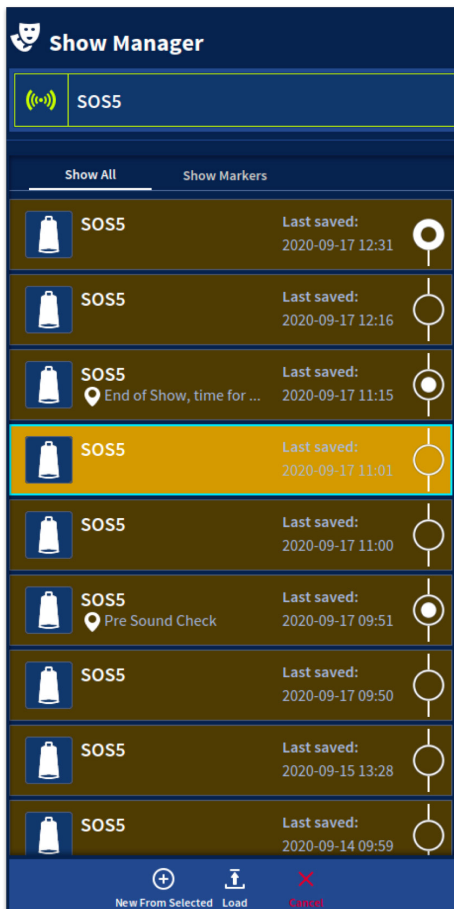 Show Manager
SOS5
Show All Show Markers
SOS5 Last saved:
2020-09-17 12:31
SOS5 Last saved:
2020-09-17 12:16
SOS5 Last saved:
End of Show, time for ... 2020-09-17 11:15
SOS5 Last saved:
2020-09-17 11:01
SOS5 Last saved:
2020-09-17 11:00
SOS5 Last saved:
Pre Sound Check 2020-09-17 09:51
SOS5 Last saved:
2020-09-17 09:50
SOS5 Last saved:
2020-09-15 13:28
SOS5 Last saved:
2020-09-14 09:59
New From Selected Load Cancel